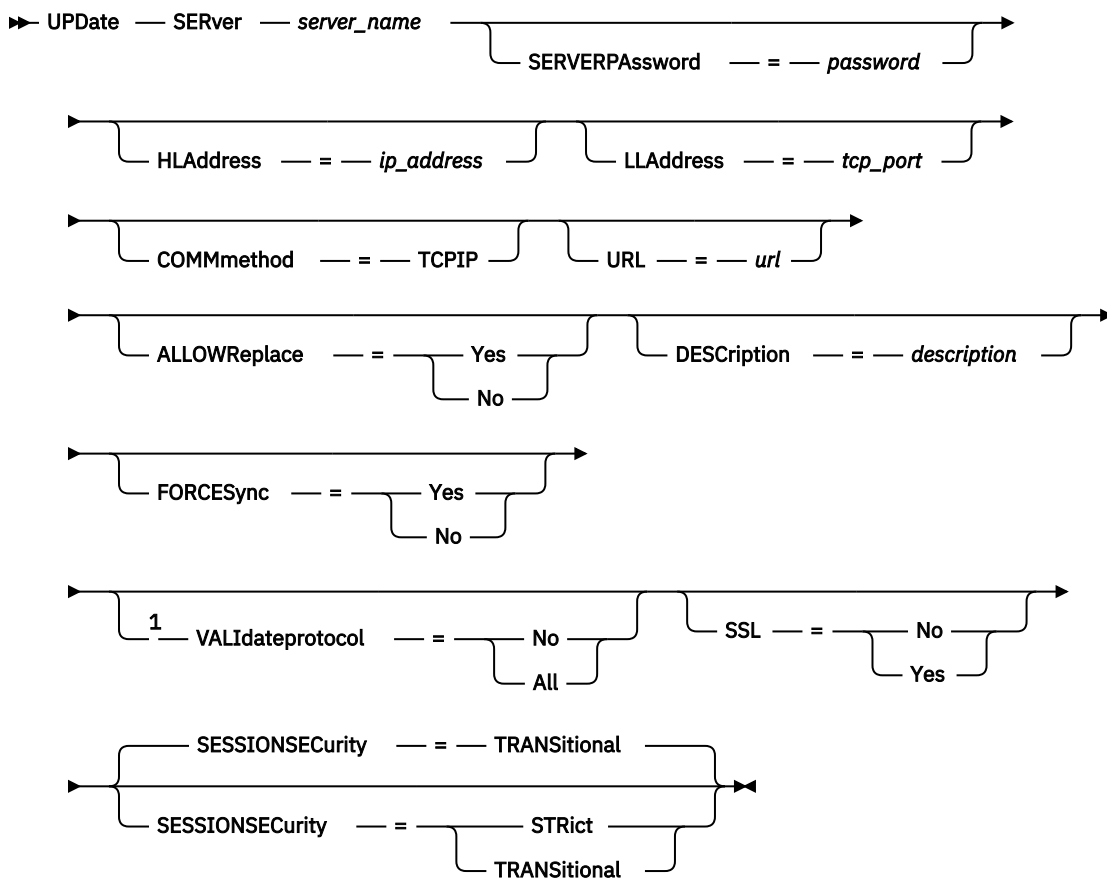 UPDate — SERver — server_name
SERVERPAssword — = — password
HLAddress — = — ip_address LLAddress — = — tcp_port
COMMmethod — = — TCPIP URL — = — url
ALLOWReplace — = Yes DESCription — = — description
No
FORCESync — = Yes
No
1 VALIdateprotocol — = No SSL — = No
All Yes
SESSIONSECurity — = — TRANSitional
SESSIONSECurity — = STRict
TRANSitional